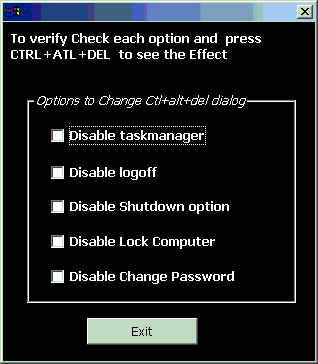 To verify Check each option and press
CTRL+ATL+DEL to see the Effect
Options to Change Ctl+alt+del dialog
Disable taskmanager
Disable logoff
Disable Shutdown option
Disable Lock Computer
Disable Change Password
Exit